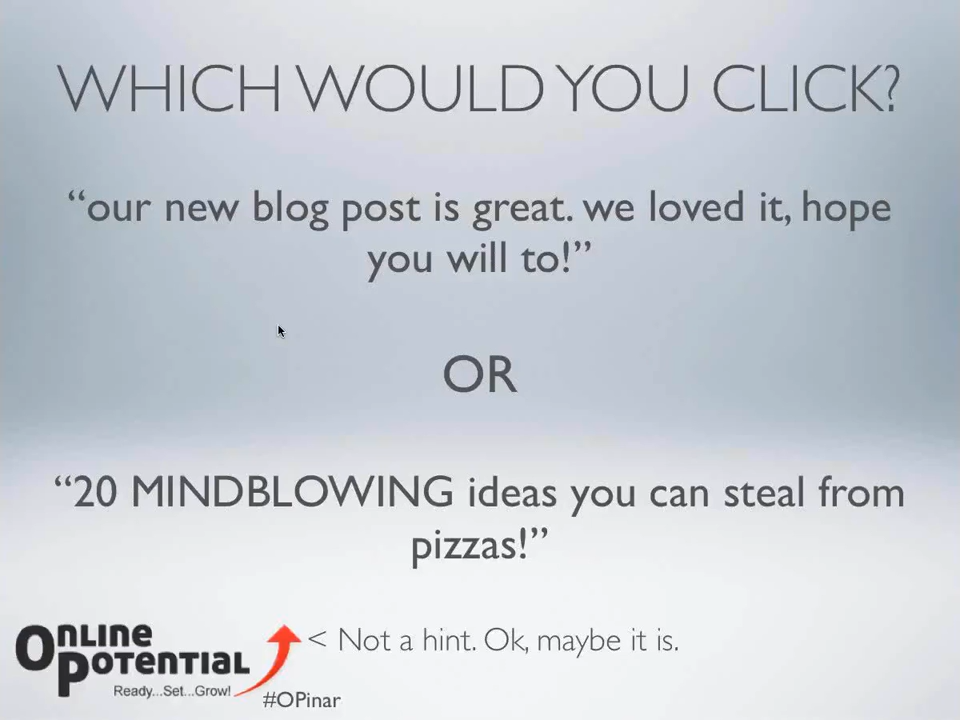 WHICH WOULD YOU CLICK?
“our new blog post is great. we loved it, hope
you will to!”
OR
“20 MINDBLOWING ideas you can steal from
pizzas!”
< Not a hint. Ok, maybe it is.
ONLINE
POTENTIAL
Ready...Set...Grow!
#OPinar